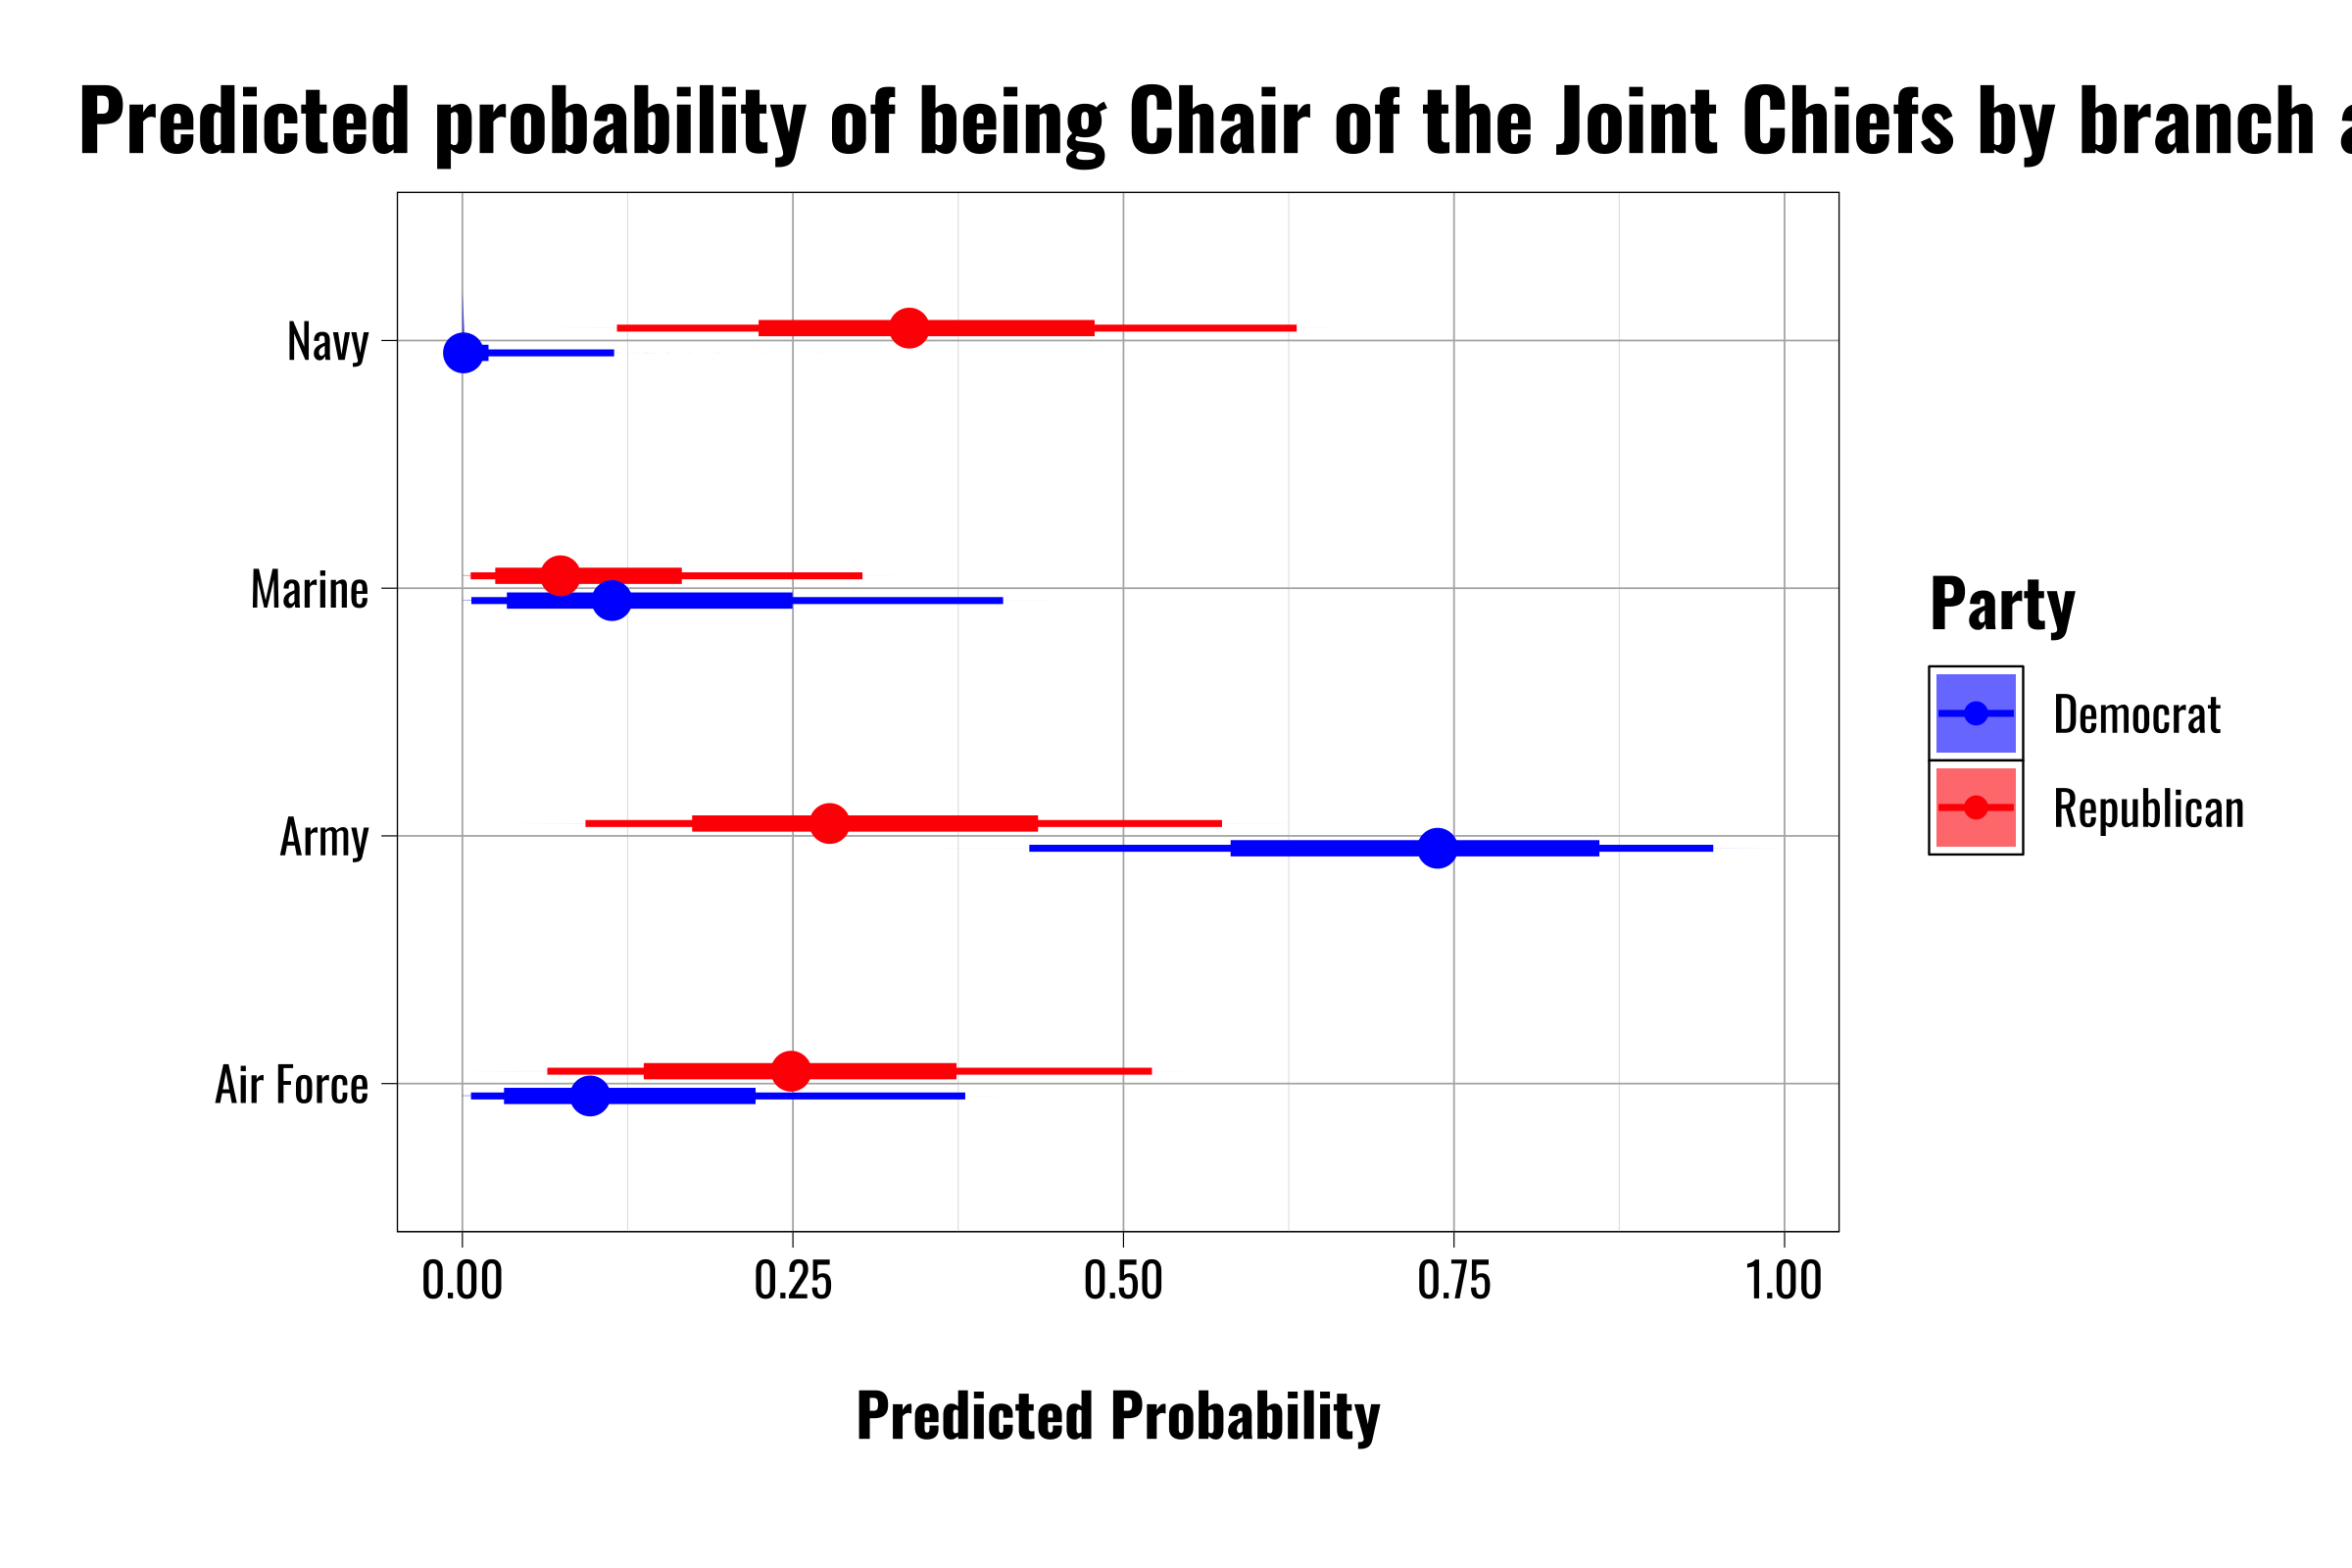 Predicted probability of being Chair of the Joint Chiefs by branch
Navy
Marine
Army
Air Force
0.00 0.25 0.50 0.75 1.00
Predicted Probability
Party
Democrat
Republican